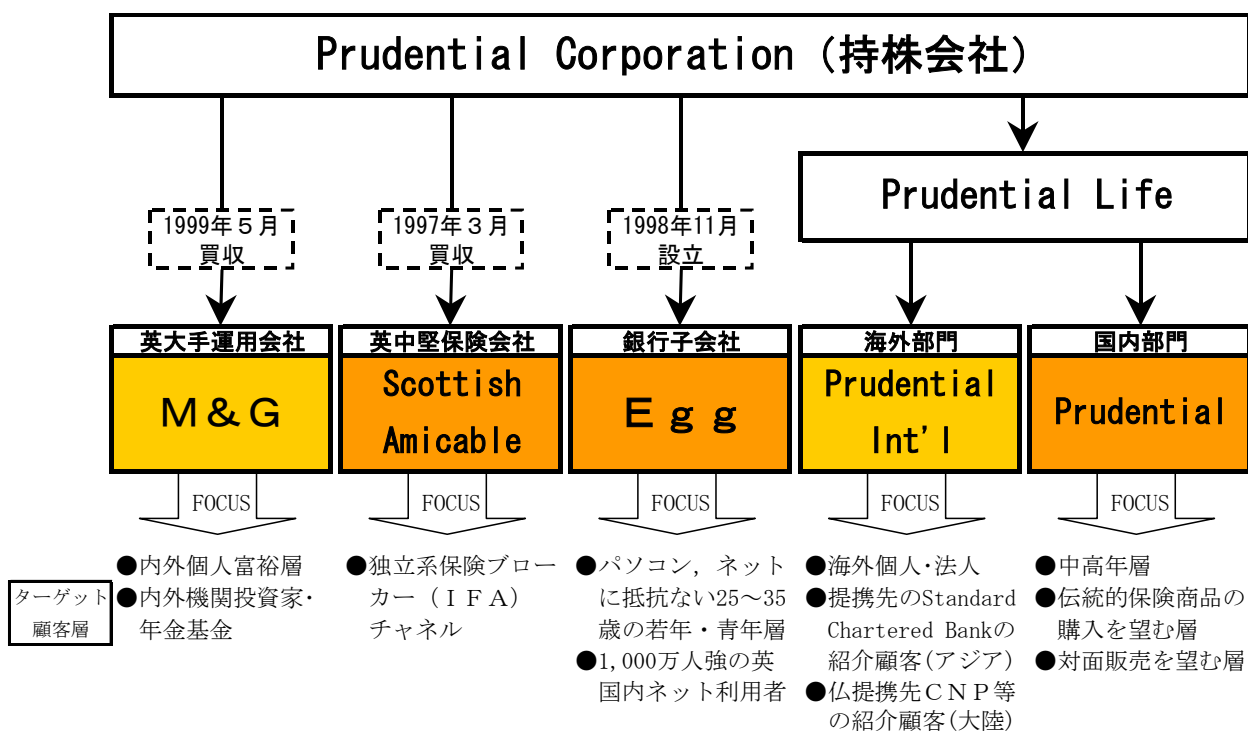 Prudential Corporation（持株会社）
Prudential Life
1999年５月
買収
1997年３月
買収
1998年11月
設立
英大手運用会社
M＆G
英中堅保険会社
Scottish
Amicable
銀行子会社
Ｅｇｇ
海外部門
Prudential
Int'l
国内部門
Prudential
FOCUS
FOCUS
FOCUS
FOCUS
FOCUS
ターゲット
顧客層
●内外個人富裕層
●内外機関投資家・
年金基金
●独立系保険ブロー
カー（ＩＦＡ）
チャネル
●パソコン，ネット
に抵抗ない25～35
歳の若年・青年層
●1,000万人強の英
国内ネット利用者
●海外個人・法人
●提携先のStandard
Chartered Bankの
紹介顧客(アジア)
●仏提携先ＣＮＰ等
の紹介顧客(大陸)
●中高年層
●伝統的保険商品の
購入を望む層
●対面販売を望む層